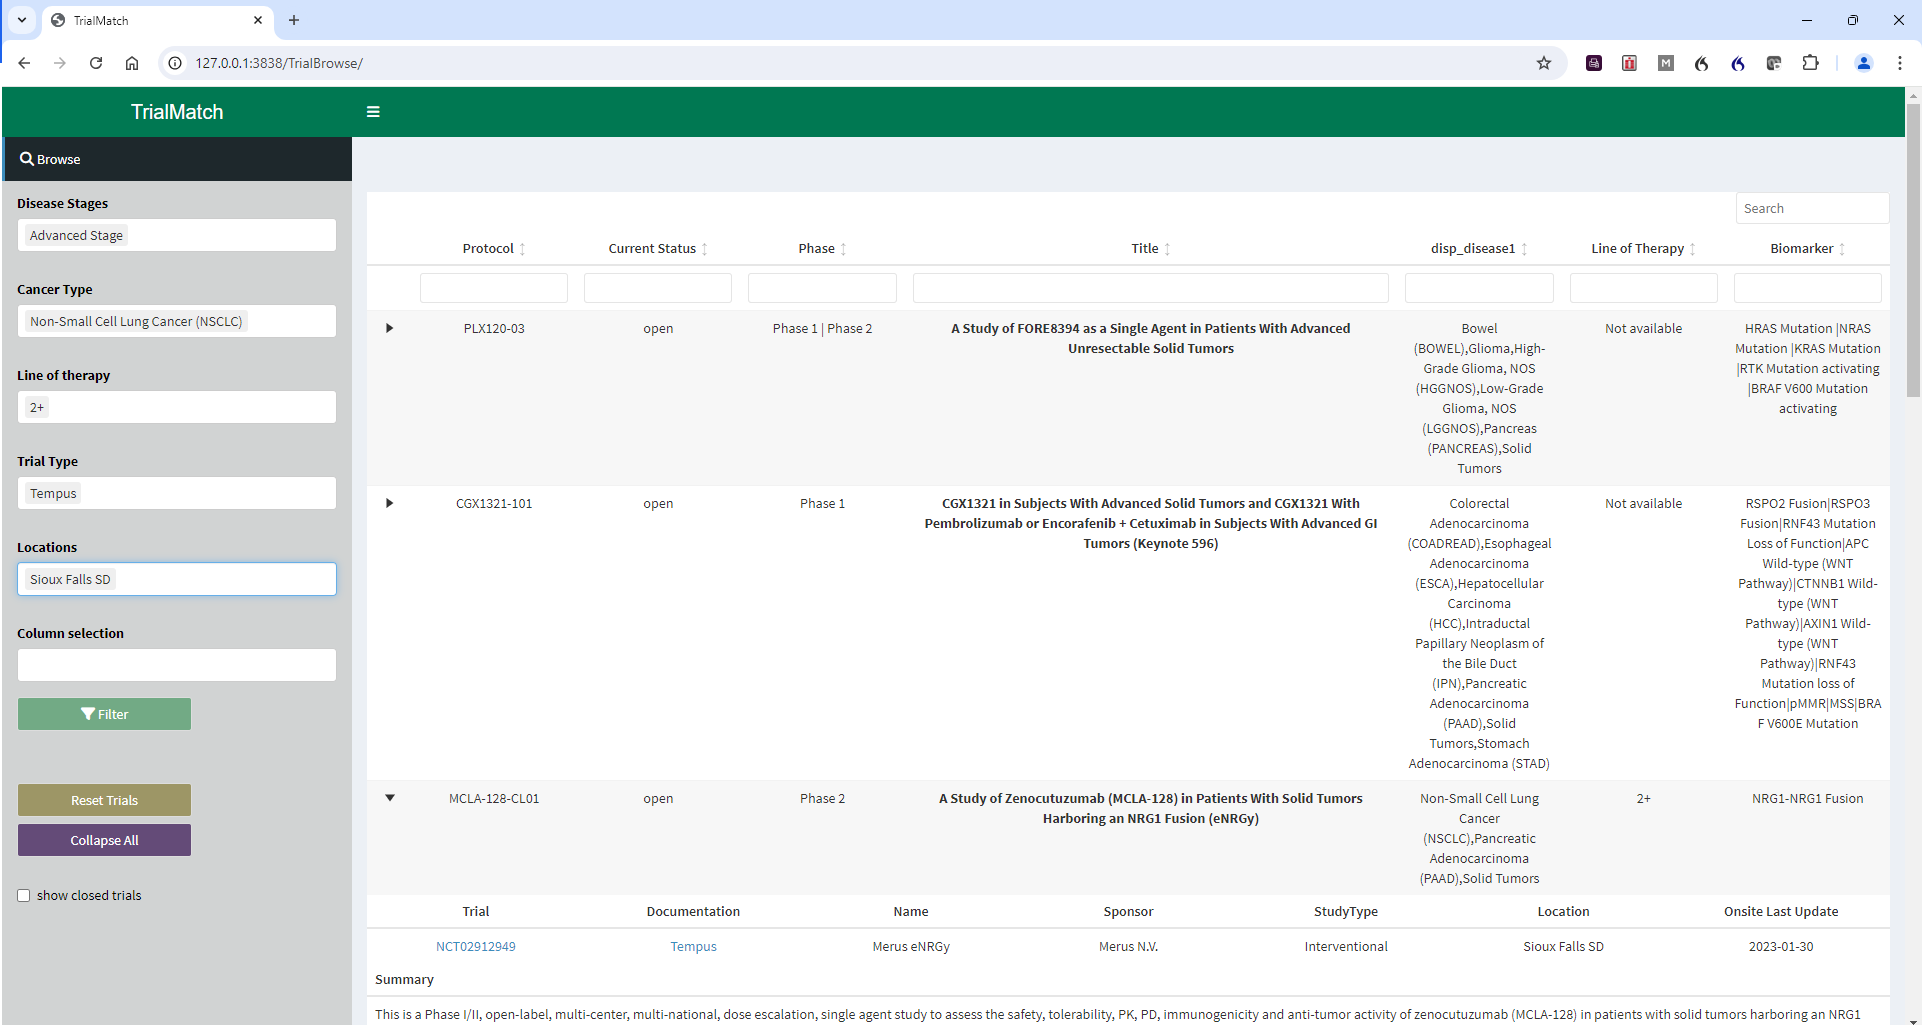 TrialMatch
127.0.0.1:3838/TrialBrowse/
TrialMatch
Browse
Disease Stages
Advanced Stage
Cancer Type
Non-Small Cell Lung Cancer (NSCLC)
Line of therapy
2+
Trial Type
Tempus
Locations
Sioux Falls SD
Column selection
Filter
Reset Trials
Collapse All
show closed trials
Search
Protocol Current Status Phase Title disp_disease1 Line of Therapy Biomarker
PLX120-03
open
Phase 1 | Phase 2
A Study of FORE8394 as a Single Agent in Patients With Advanced
Unresectable Solid Tumors
Bowel
(BOWEL),Glioma,High-
Grade Glioma, NOS
(HGGNOS),Low-Grade
Glioma, NOS
(LGGNOS),Pancreas
(PANCREAS),Solid
Tumors
Not available
HRAS Mutation |NRAS
Mutation |KRAS Mutation
|RTK Mutation activating
|BRAF V600 Mutation
activating
CGX1321-101
open
Phase 1
CGX1321 in Subjects With Advanced Solid Tumors and CGX1321 With
Pembrolizumab or Encorafenib + Cetuximab in Subjects With Advanced GI
Tumors (Keynote 596)
Colorectal
Adenocarcinoma
(COADREAD),Esophageal
Adenocarcinoma
(ESCA),Hepatocellular
Carcinoma
(HCC),Intraductal
Papillary Neoplasm of
the Bile Duct
(IPN),Pancreatic
Adenocarcinoma
(PAAD),Solid
Tumors,Stomach
Adenocarcinoma (STAD)
Not available
RSPO2 Fusion|RSPO3
Fusion|RNF43 Mutation
Loss of Function|APC
Wild-type (WNT
Pathway)|CTNNB1 Wild-
type (WNT
Pathway)|AXIN1 Wild-
type (WNT
Pathway)|RNF43
Mutation loss of
Function|pMMR|MSS|BRA
F V600E Mutation
MCLA-128-CL01
open
Phase 2
A Study of Zenocutuzumab (MCLA-128) in Patients With Solid Tumors
Harboring an NRG1 Fusion (eNRGy)
Non-Small Cell Lung
Cancer
(NSCLC),Pancreatic
Adenocarcinoma
(PAAD),Solid Tumors
2+
NRG1-NRG1 Fusion
Trial Documentation Name Sponsor StudyType Location Onsite Last Update
NCT02912949 Tempus Merus eNRGy Merus N.V. Interventional Sioux Falls SD 2023-01-30
Summary
This is a Phase I/II, open-label, multi-center, multi-national, dose escalation, single agent study to assess the safety, tolerability, PK, PD, immunogenicity and anti-tumor activity of zenocutuzumab (MCLA-128) in patients with solid tumors harboring an NRG1